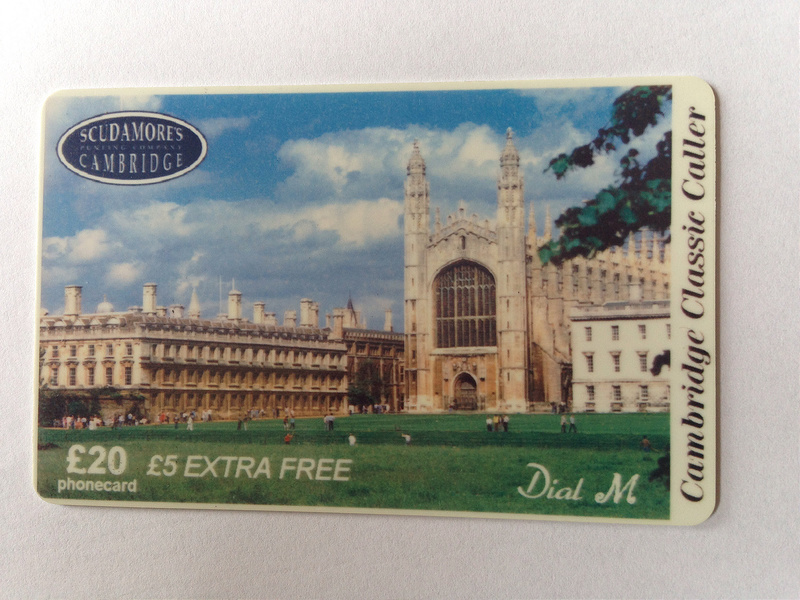 SCUDAMORE'S
PUNTING COMPANY
CAMBRIDGE
£20
phonecard
£5 EXTRA FREE
Dial M
Cambridge Classic Caller